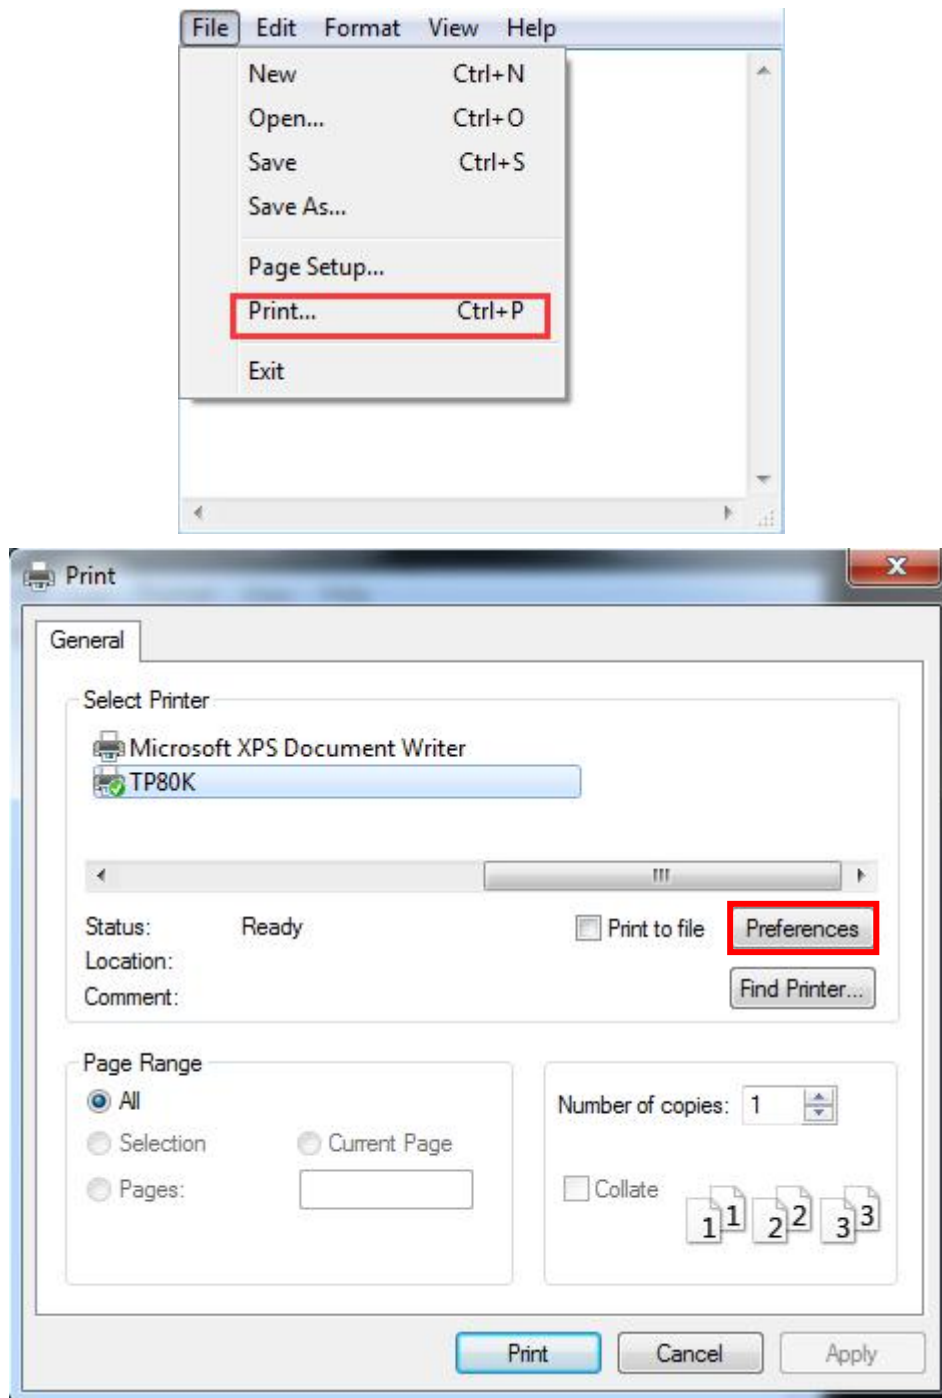 File Edit Format View Help
New Ctrl+N
Open... Ctrl+O
Save Ctrl+S
Save As...
Page Setup...
Print... Ctrl+P
Exit
Print
General
Select Printer
Microsoft XPS Document Writer
TP80K
Status: Ready Print to file Preferences
Location:
Comment: Find Printer...
Page Range
All Number of copies: 1
Selection Current Page
Pages: Collate
1 1 2 2 3 3
Print Cancel Apply